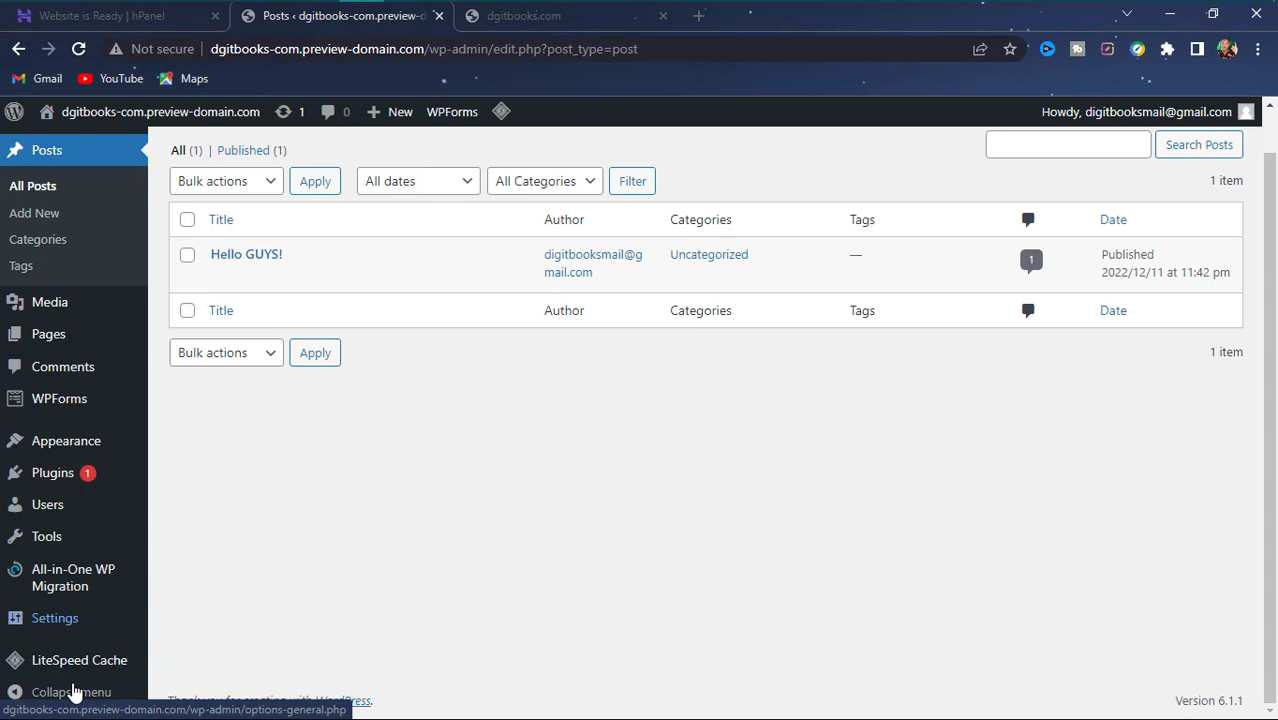 Website is Ready | hPanel
Posts ‹ dgitbooks-com.preview-d
dgitbooks.com
Not secure
dgitbooks-com.preview-domain.com/wp-admin/edit.php?post_type=post
Gmail
YouTube
Maps
dgitbooks-com.preview-domain.com
1
0
New
WPForms
Howdy, digitbooksmail@gmail.com
Posts
All Posts
Add New
Categories
Tags
Media
Pages
Comments
WPForms
Appearance
Plugins 1
Users
Tools
All-in-One WP
Migration
Settings
LiteSpeed Cache
Collapse menu
All (1) | Published (1)
Search Posts
Bulk actions
Apply
All dates
All Categories
Filter
1 item
Title
Author
Categories
Tags
Date
Hello GUYS!
digitbooksmail@g
mail.com
Uncategorized
—
1
Published
2022/12/11 at 11:42 pm
Title
Author
Categories
Tags
Date
Bulk actions
Apply
1 item
Thank you for creating with WordPress.
Version 6.1.1
dgitbooks-com.preview-domain.com/wp-admin/options-general.php